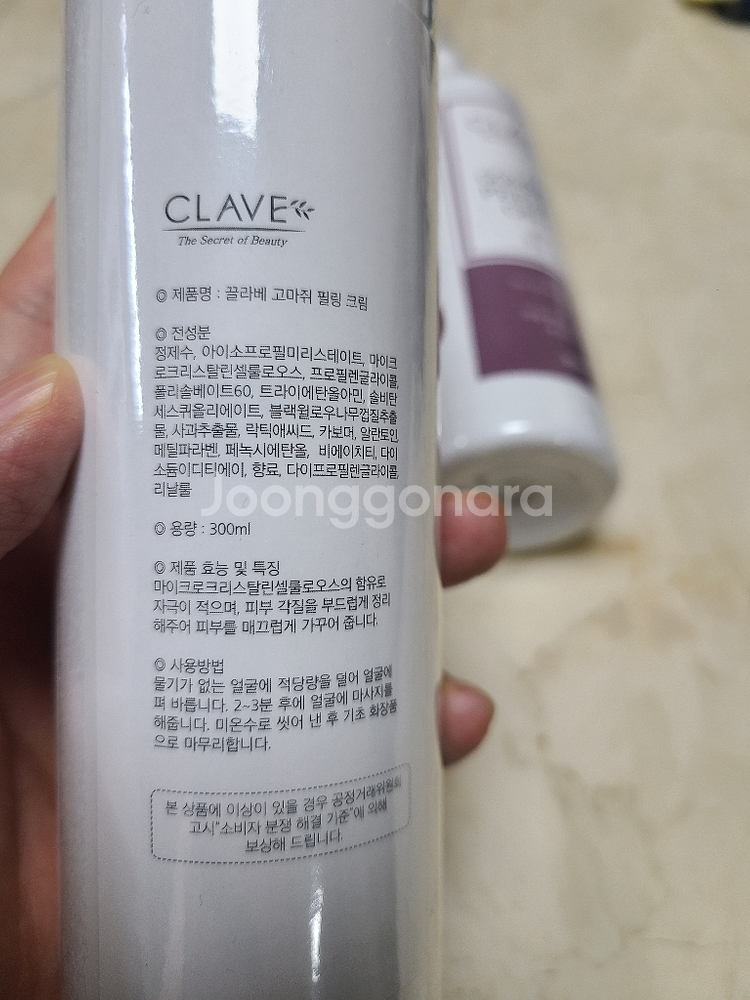 CLAVE
The Secret of Beauty
◎ 제품명 : 끌라베 고마쥐 필링 크림
◎ 전성분
정제수, 아이소프로필미리스테이트, 마이크
로크리스탈린셀룰로오스, 프로필렌글라이콜,
폴리솔베이트60, 트라이에탄올아민, 솔비탄
세스퀴올리에이트, 블랙윌로우나무껍질추출
물, 사과추출물, 락틱애씨드, 카보머, 알란토인,
메틸파라벤, 페녹시에탄올, 비에이치티, 다이
소듐이디티에이, 향료, 다이프로필렌글라이콜,
리날룰
Joonggonara
◎ 용량 : 300ml
◎ 제품 효능 및 특징
마이크로크리스탈린셀룰로오스의 함유로
자극이 적으며, 피부 각질을 부드럽게 정리
해주어 피부를 매끄럽게 가꾸어 줍니다.
◎ 사용방법
물기가 없는 얼굴에 적당량을 덜어 얼굴에
펴 바릅니다. 2~3분 후에 얼굴에 마사지를
해줍니다. 미온수로 씻어 낸 후 기초 화장품
으로 마무리합니다.
본 상품에 이상이 있을 경우 공정거래위원회
고시"소비자 분쟁 해결 기준"에 의해
보상해 드립니다.